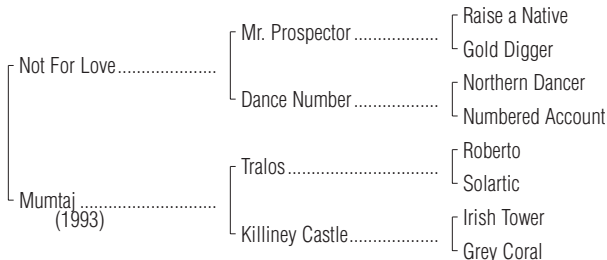 Raise a Native
Mr. Prospector ..................
Gold Digger
Not For Love.....................
Northern Dancer
Dance Number ..................
Numbered Account
Roberto
Tralos ................................
Solartic
Mumtaj .............................
(1993)
Irish Tower
Killiney Castle...................
Grey Coral